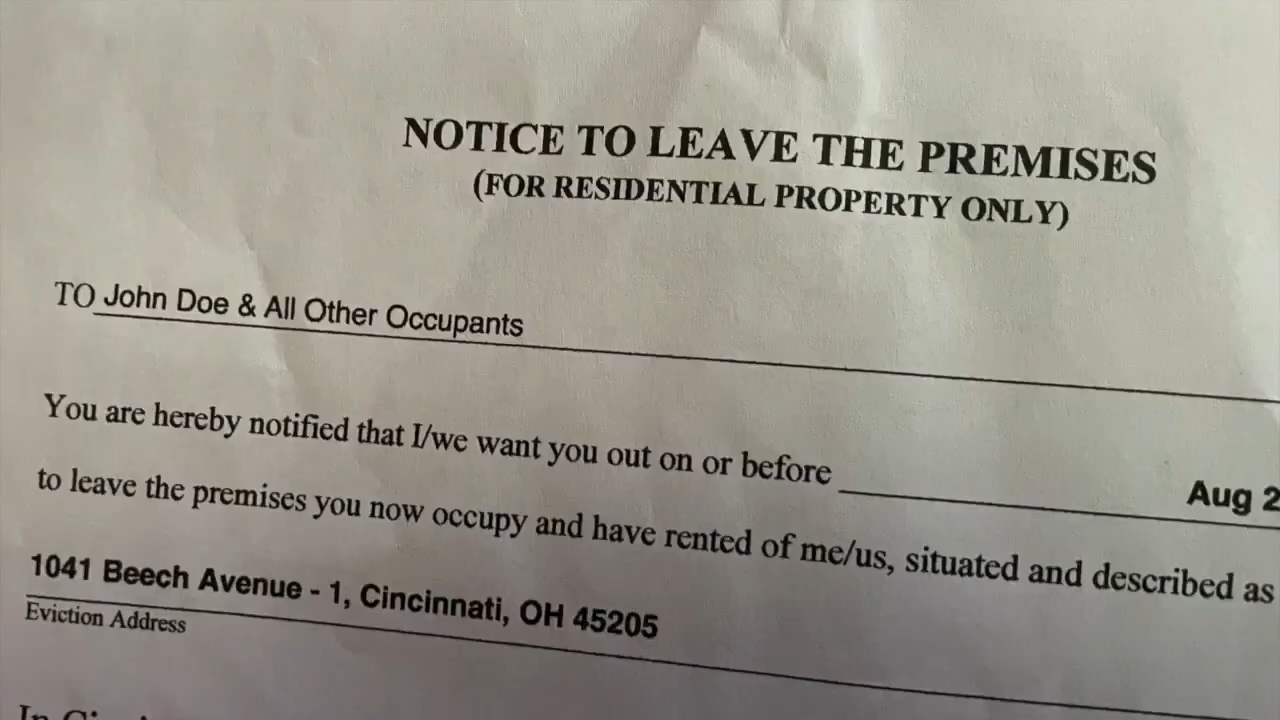 NOTICE TO LEAVE THE PREMISES
(FOR RESIDENTIAL PROPERTY ONLY)
TO John Doe & All Other Occupants
You are hereby notified that I/we want you out on or before Aug 2
to leave the premises you now occupy and have rented of me/us, situated and described as
1041 Beech Avenue - 1, Cincinnati, OH 45205
Eviction Address
In